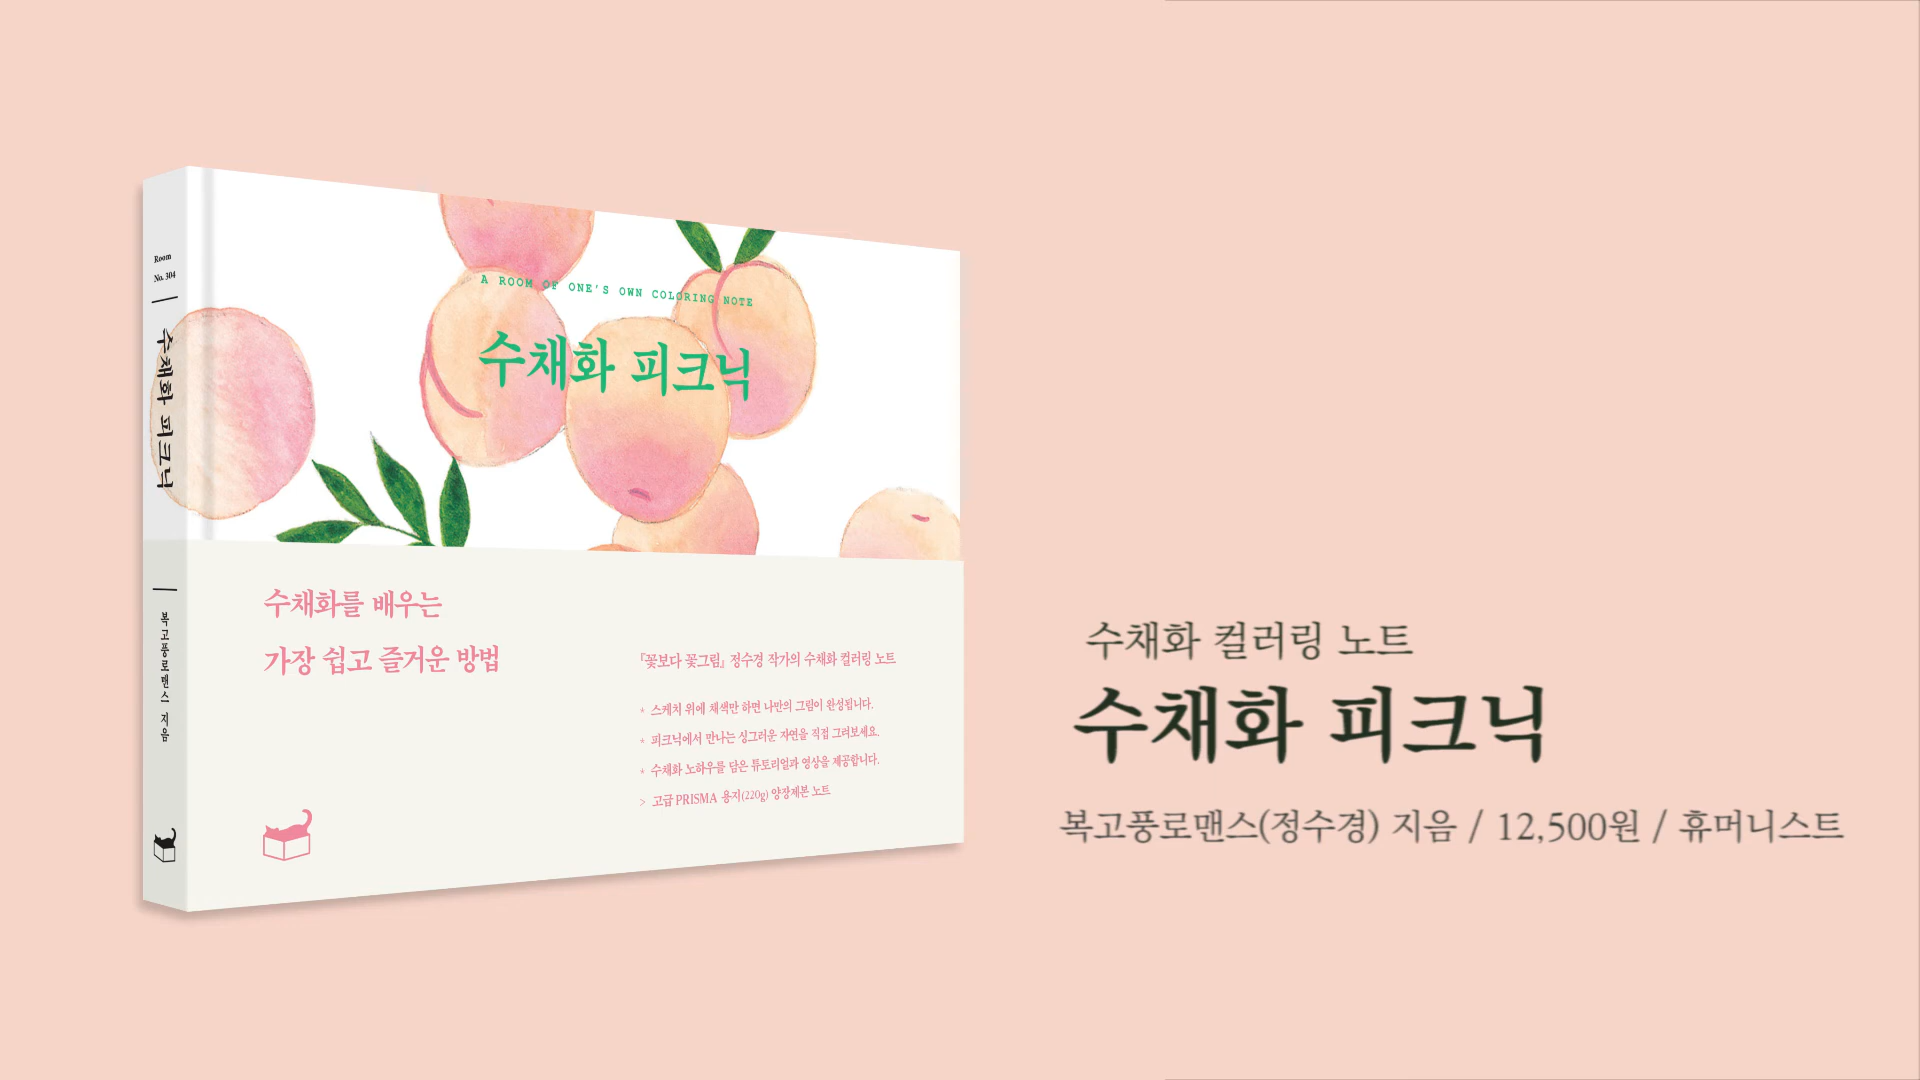 Room
No. 304
수채화 피크닉
복고풍로맨스 지음
A ROOM OF ONE'S OWN COLORING NOTE
수채화 피크닉
수채화를 배우는
가장 쉽고 즐거운 방법
『꽃보다 꽃그림』 정수경 작가의 수채화 컬러링 노트
* 스케치 위에 채색만 하면 나만의 그림이 완성됩니다.
* 피크닉에서 만나는 싱그러운 자연을 직접 그려보세요.
* 수채화 노하우를 담은 튜토리얼과 영상을 제공합니다.
> 고급 PRISMA 용지(220g) 양장제본 노트
수채화 컬러링 노트
수채화 피크닉
복고풍로맨스(정수경) 지음 / 12,500원 / 휴머니스트